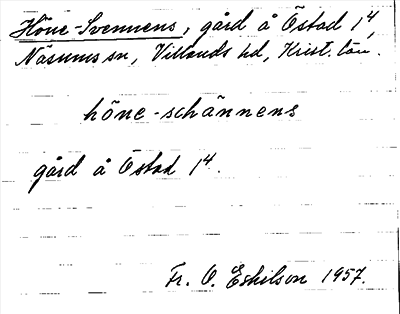 Höne-Svennens, gård å Östad 1⁴,
Näsums sn, Villands hd, Krist. län.
höne-schännens
gård å Östad 1⁴.
Fr. O. Eskilson 1957.